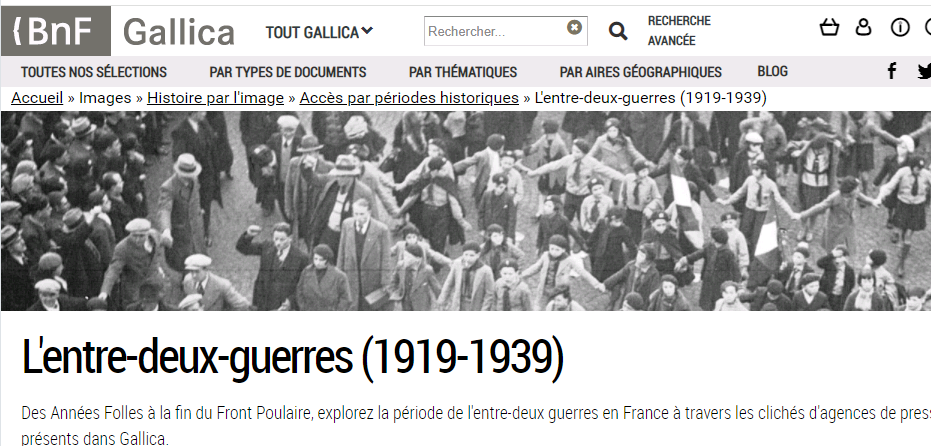 BnF Gallica TOUT GALLICA Rechercher... RECHERCHE
AVANCÉE
TOUTES NOS SÉLECTIONS PAR TYPES DE DOCUMENTS PAR THÉMATIQUES PAR AIRES GÉOGRAPHIQUES BLOG
Accueil » Images » Histoire par l'image » Accès par périodes historiques » L'entre-deux-guerres (1919-1939)
L'entre-deux-guerres (1919-1939)
Des Années Folles à la fin du Front Poulaire, explorez la période de l'entre-deux guerres en France à travers les clichés d'agences de press
présents dans Gallica.